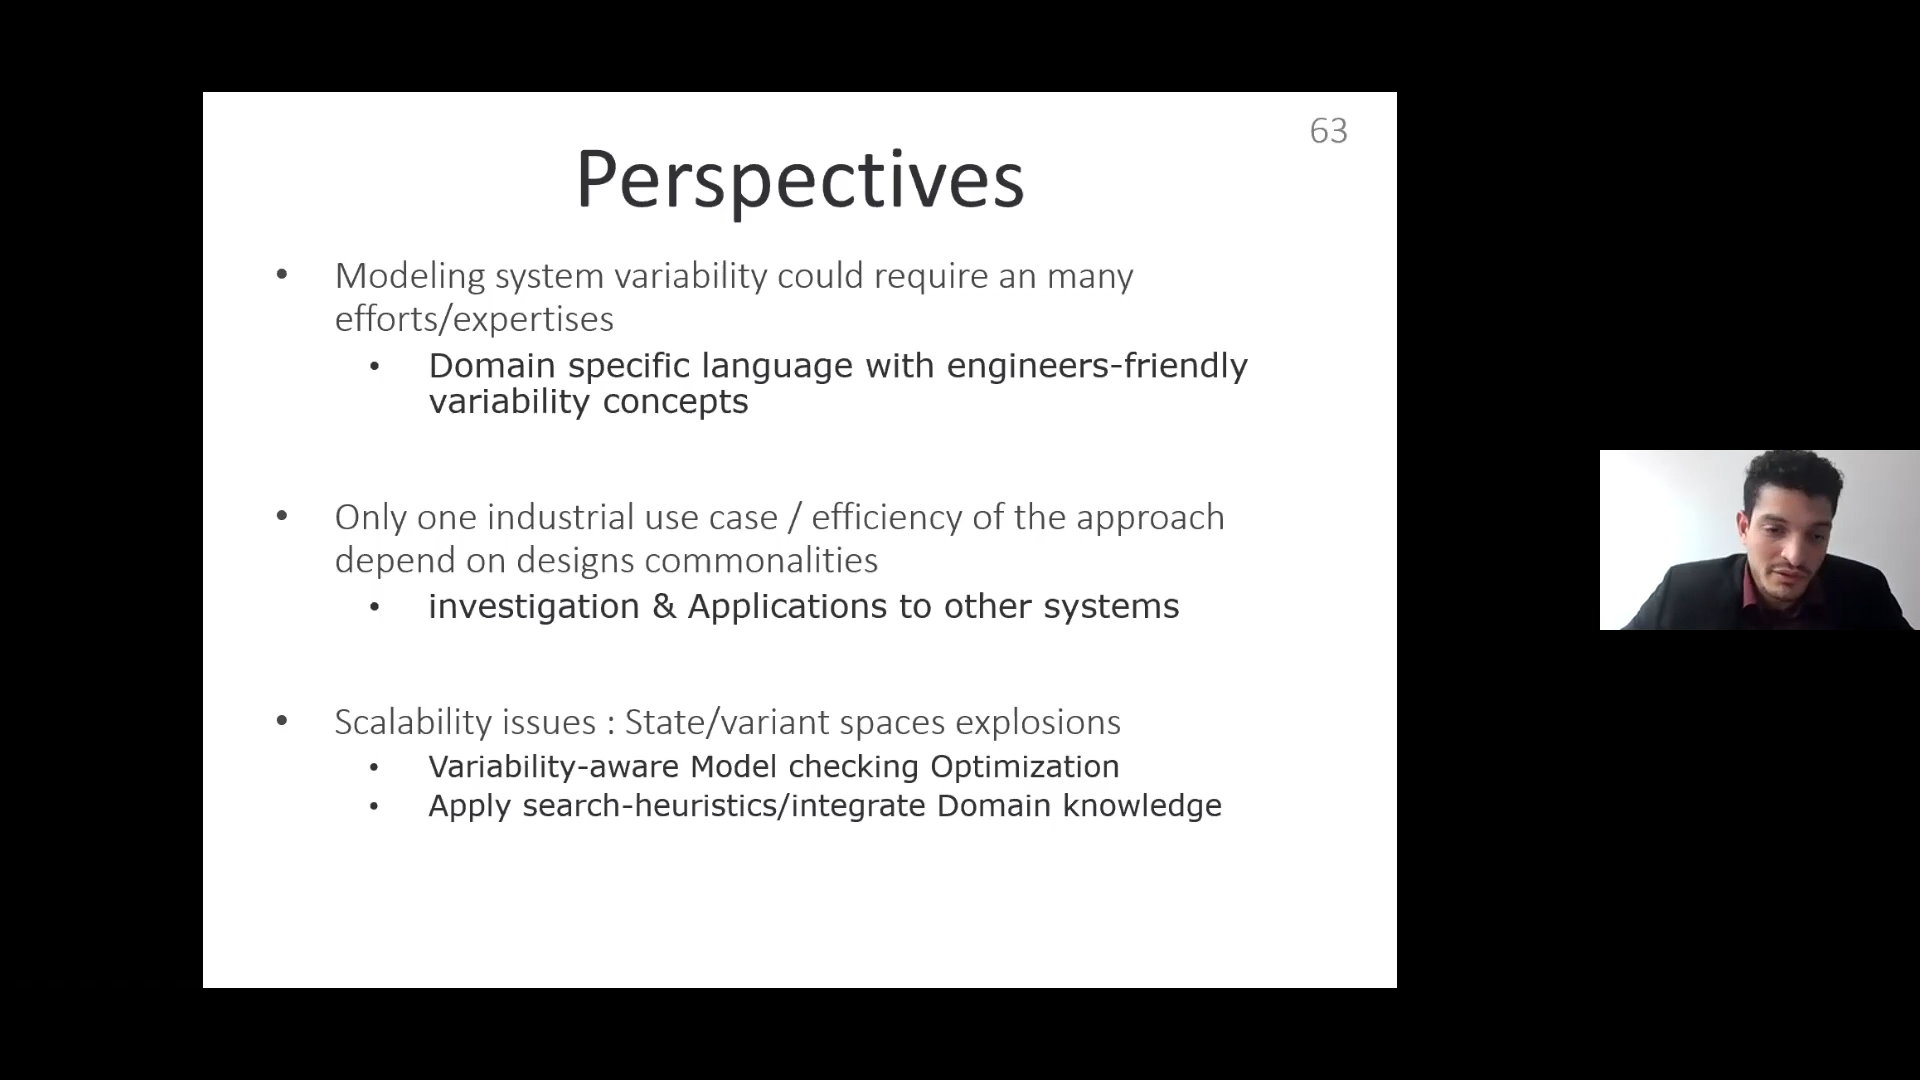 63
Perspectives
• Modeling system variability could require an many
efforts/expertises
• Domain specific language with engineers-friendly
variability concepts
• Only one industrial use case / efficiency of the approach
depend on designs commonalities
• investigation & Applications to other systems
• Scalability issues : State/variant spaces explosions
• Variability-aware Model checking Optimization
• Apply search-heuristics/integrate Domain knowledge